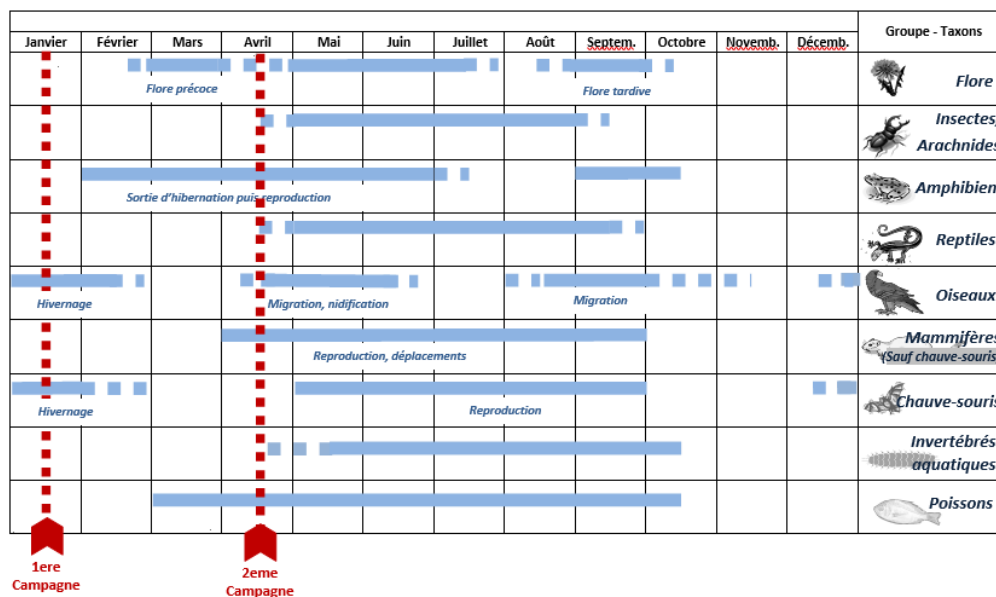 Groupe - Taxons
Janvier Février Mars Avril Mai Juin Juillet Août Septem. Octobre Novemb. Décemb.
Flore précoce Flore tardive Flore
Insectes,
Arachnides
Sortie d'hibernation puis reproduction Amphibien
Reptiles
Hivernage Migration, nidification Migration Oiseaux
Mammifères
Reproduction, déplacements (Sauf chauve-souris
Hivernage Reproduction Chauve-souris
Invertébrés
aquatiques
Poissons
1ere
Campagne
2eme
Campagne